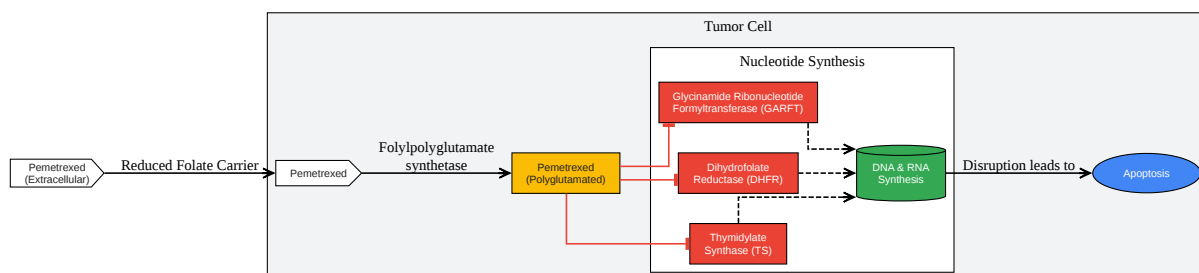 Tumor Cell
Nucleotide Synthesis
Pemetrexed
(Extracellular)
Reduced Folate Carrier
Pemetrexed
Folylpolyglutamate
synthetase
Pemetrexed
(Polyglutamated)
Glycinamide Ribonucleotide
Formyltransferase (GARFT)
Dihydrofolate
Reductase (DHFR)
Thymidylate
Synthase (TS)
DNA & RNA
Synthesis
Disruption leads to
Apoptosis